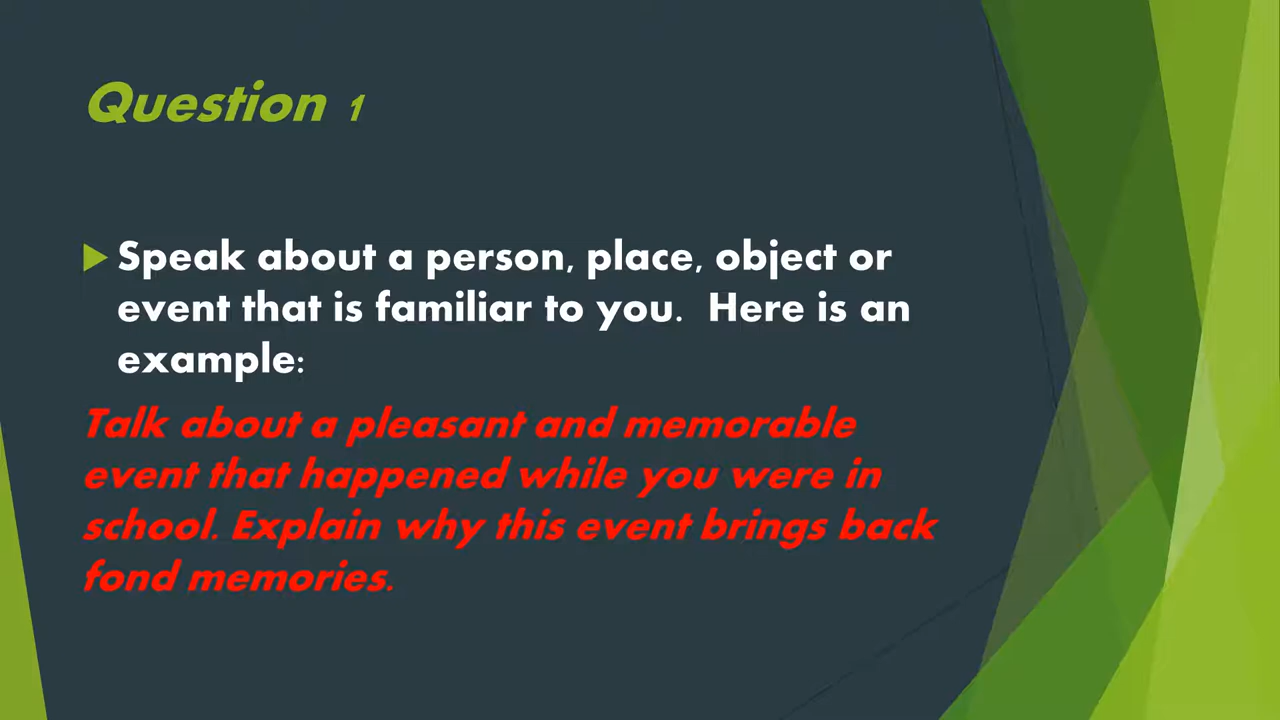 Question 1
Speak about a person, place, object or
event that is familiar to you. Here is an
example:
Talk about a pleasant and memorable
event that happened while you were in
school. Explain why this event brings back
fond memories.